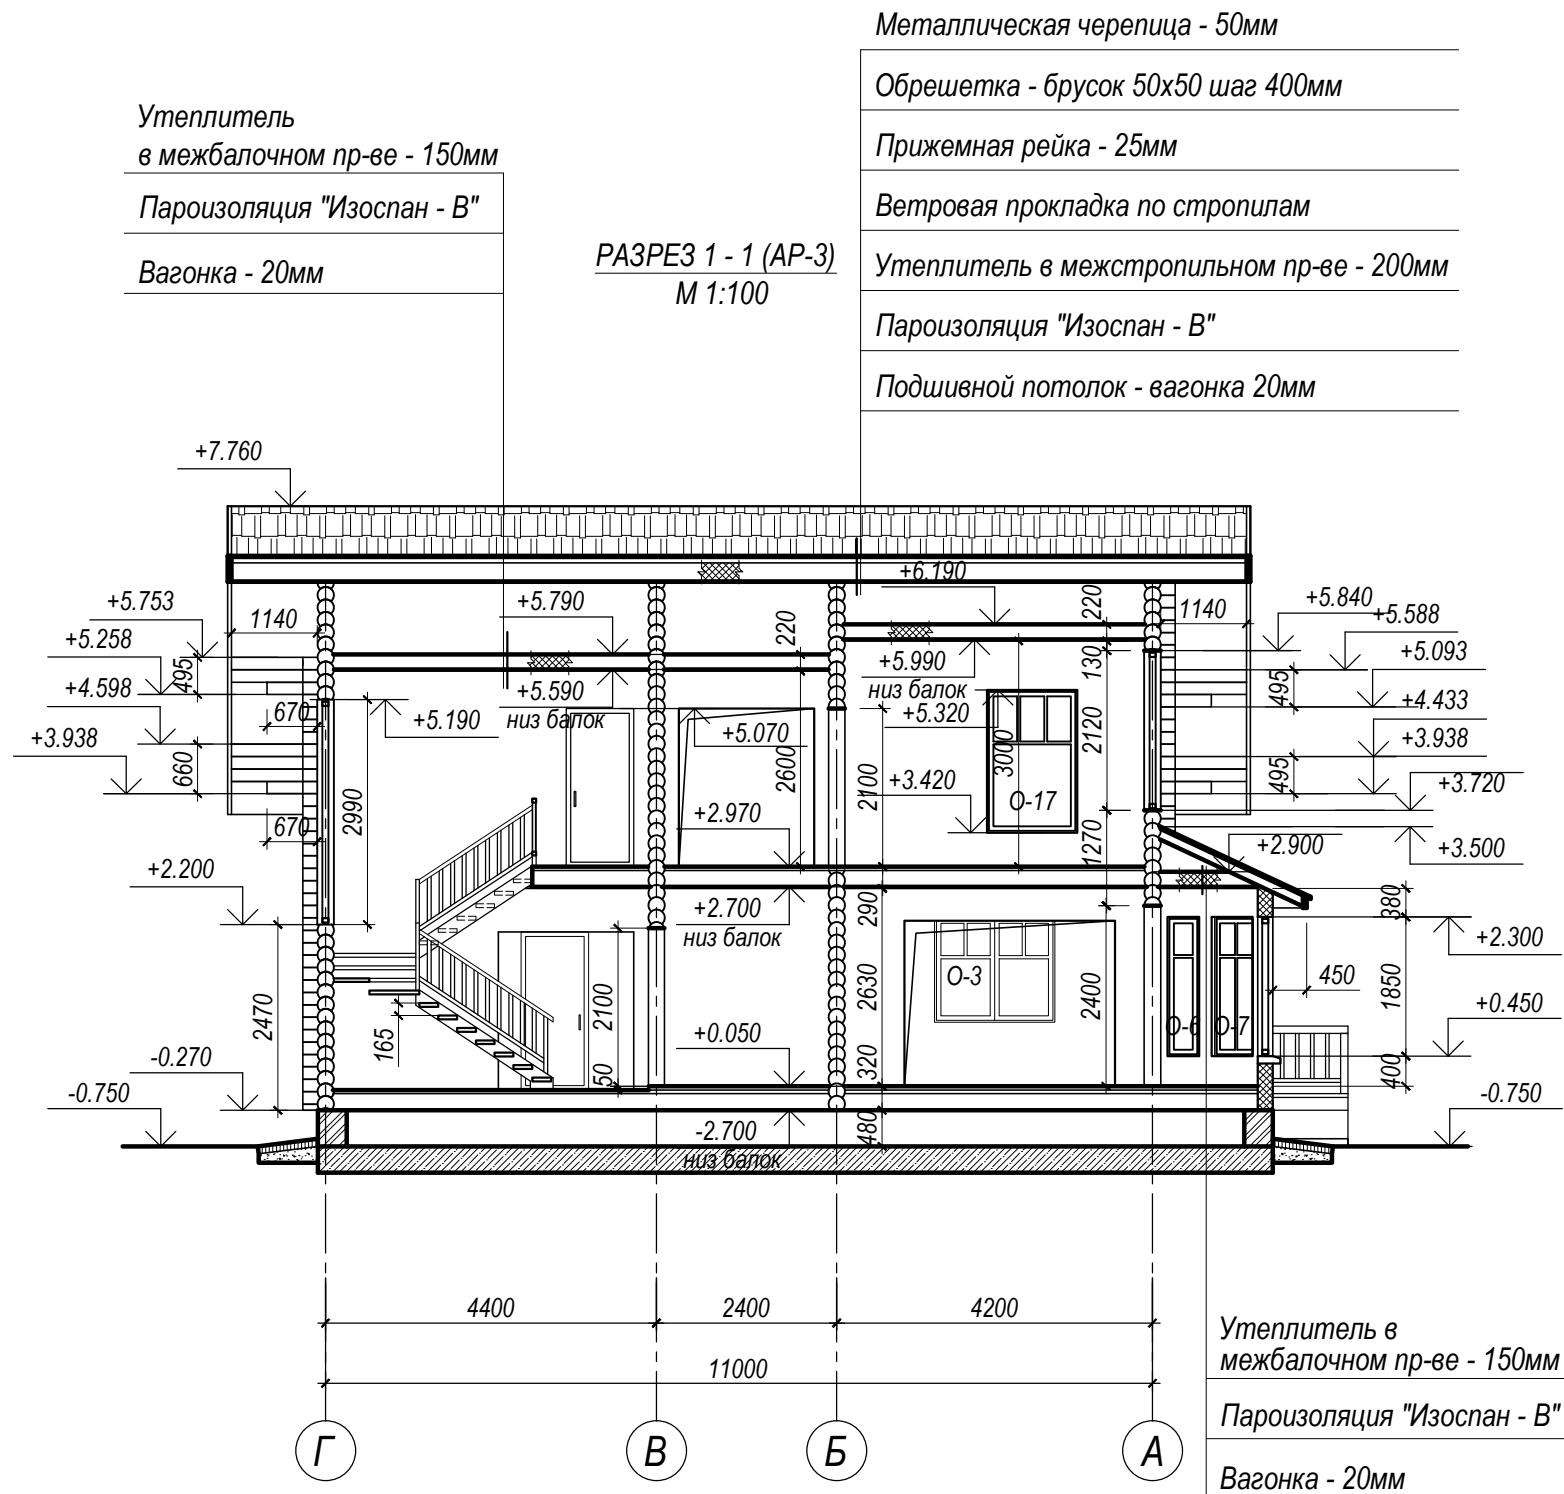 Металлическая черепица - 50мм
Обрешетка - брусок 50х50 шаг 400мм
Прижемная рейка - 25мм
Ветровая прокладка по стропилам
Утеплитель в межстропильном пр-ве - 200мм
Пароизоляция "Изоспан - В"
Подшивной потолок - вагонка 20мм
Утеплитель
в межбалочном пр-ве - 150мм
Пароизоляция "Изоспан - В"
Вагонка - 20мм
РАЗРЕЗ 1 - 1 (АР-3)
М 1:100
+7.760
+5.753
+5.258
+4.598
+3.938
495
660
1140
670
670
+2.200
2470
-0.270
-0.750
2990
+5.190
165
+5.790
+5.590
низ балок
+5.070
220
2600
+2.970
+2.700
низ балок
2100
50
+0.050
-2.700
низ балок
+6.190
+5.990
низ балок
+5.320
+3.420
3000
О-17
2100
290
2630
320
480
О-3
220
130
2120
1270
2400
1140
495
495
+5.840
+5.588
+5.093
+4.433
+3.938
+3.720
+3.500
+2.900
380
+2.300
450
1850
+0.450
400
-0.750
О-6
О-7
4400
2400
4200
11000
Г
В
Б
А
Утеплитель в
межбалочном пр-ве - 150мм
Пароизоляция "Изоспан - В"
Вагонка - 20мм